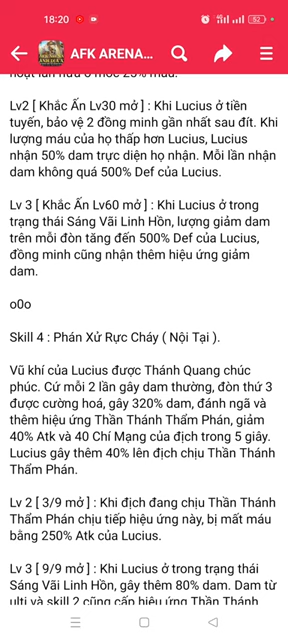 18:20
52
AFK ARENA...
hoạt lần nữa ở mốc 25% máu.
Lv2 [ Khắc Ấn Lv30 mở ] : Khi Lucius ở tiền
tuyến, bảo vệ 2 đồng minh gần nhất sau đít. Khi
lượng máu của họ thấp hơn Lucius, Lucius
nhận 50% dam trực diện họ nhận. Mỗi lần nhận
dam không quá 500% Def của Lucius.
Lv 3 [ Khắc Ấn Lv60 mở ] : Khi Lucius ở trong
trạng thái Sáng Vãi Linh Hồn, lượng giảm dam
trên mỗi đòn tăng đến 500% Def của Lucius,
đồng minh cũng nhận thêm hiệu ứng giảm
dam.
o0o
Skill 4 : Phán Xử Rực Cháy ( Nội Tại ).
Vũ khí của Lucius được Thánh Quang chúc
phúc. Cứ mỗi 2 lần gây dam thường, đòn thứ 3
được cường hoá, gây 320% dam, đánh ngã và
thêm hiệu ứng Thần Thánh Thẩm Phán, giảm
40% Atk và 40 Chí Mạng của địch trong 5 giây.
Lucius gây thêm 40% lên địch chịu Thần Thánh
Thẩm Phán.
Lv 2 [ 3/9 mở ] : Khi địch đang chịu Thần Thánh
Thẩm Phán chịu tiếp hiệu ứng này, bị mất máu
bằng 250% Atk của Lucius.
Lv 3 [ 9/9 mở ] : Khi Lucius ở trong trạng thái
Sáng Vãi Linh Hồn, gây thêm 80% dam. Dam từ
ulti và skill 2 cũng cấp hiệu ứng Thần Thánh